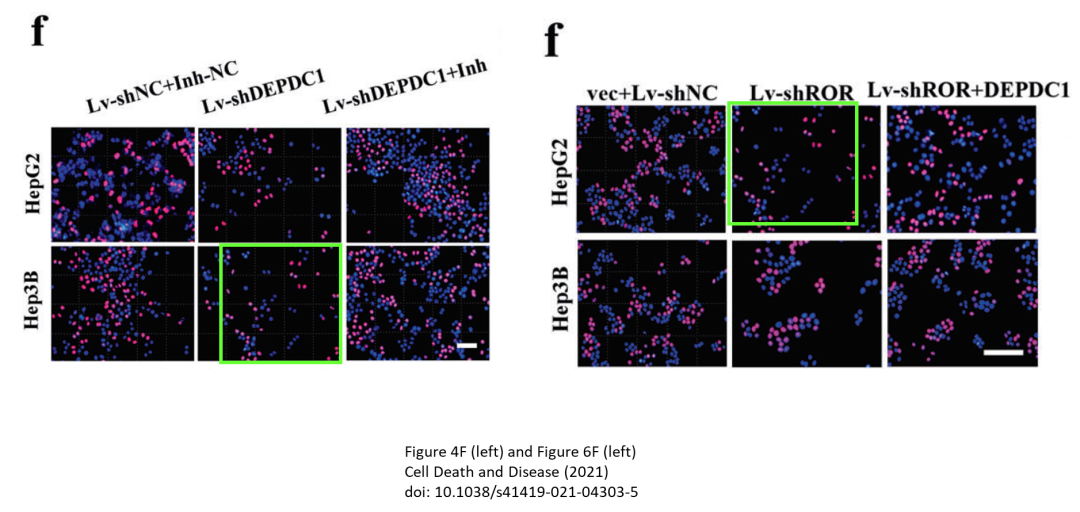 f
Lv-shNC+Inh-NC
Lv-shDEPDC1
Lv-shDEPDC1+Inh
HepG2
Hep3B
f
vec+Lv-shNC
Lv-shROR
Lv-shROR+DEPDC1
HepG2
Hep3B
Figure 4F (left) and Figure 6F (left)
Cell Death and Disease (2021)
doi: 10.1038/s41419-021-04303-5